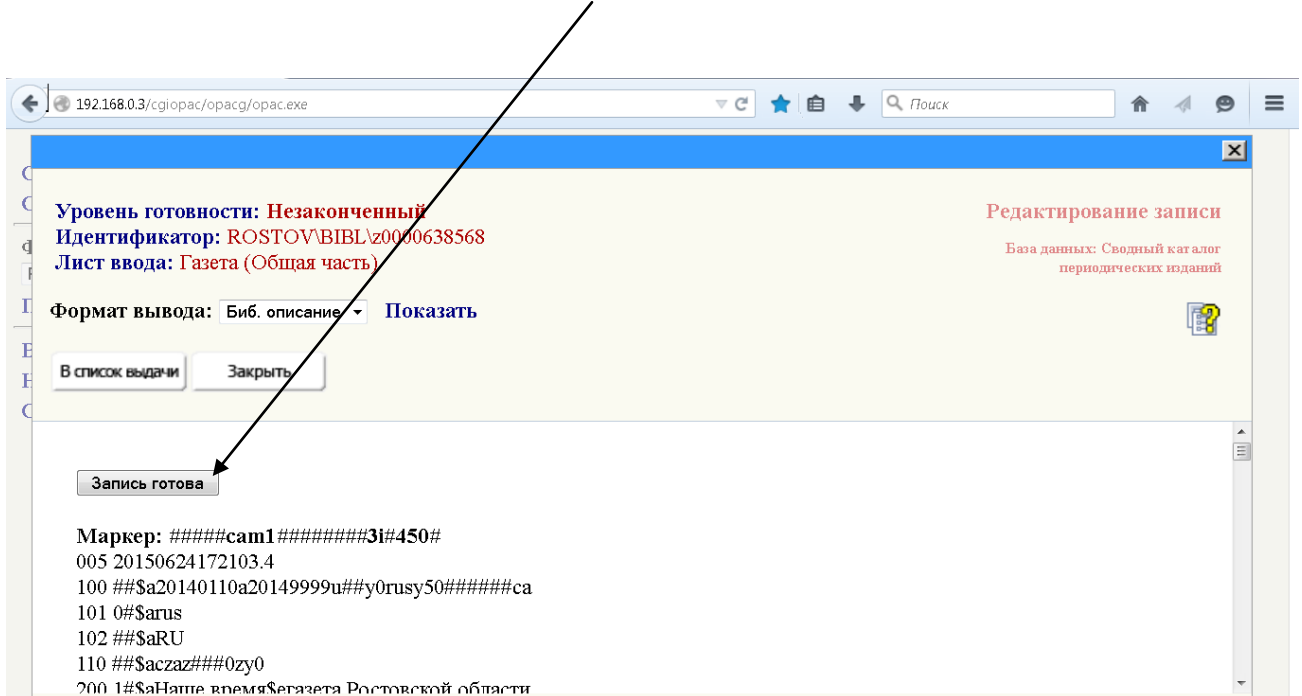 192.168.0.3/cgiopac/opacg/opac.exe
Поиск
Уровень готовности: Незаконченный
Идентификатор: ROSTOV\BIBL\z0000638568
Лист ввода: Газета (Общая часть)
Редактирование записи
База данных: Сводный каталог
периодических изданий
Формат вывода: Биб. описание Показать
В список выдачи Закрыть
Запись готова
Маркер: #####cam1########3i#450#
005 20150624172103.4
100 ##$a20140110a20149999u##y0rusy50######ca
101 0#$arus
102 ##$aRU
110 ##$aczaz###0zy0
200 1#$aНаше время$eгазета Ростовской области